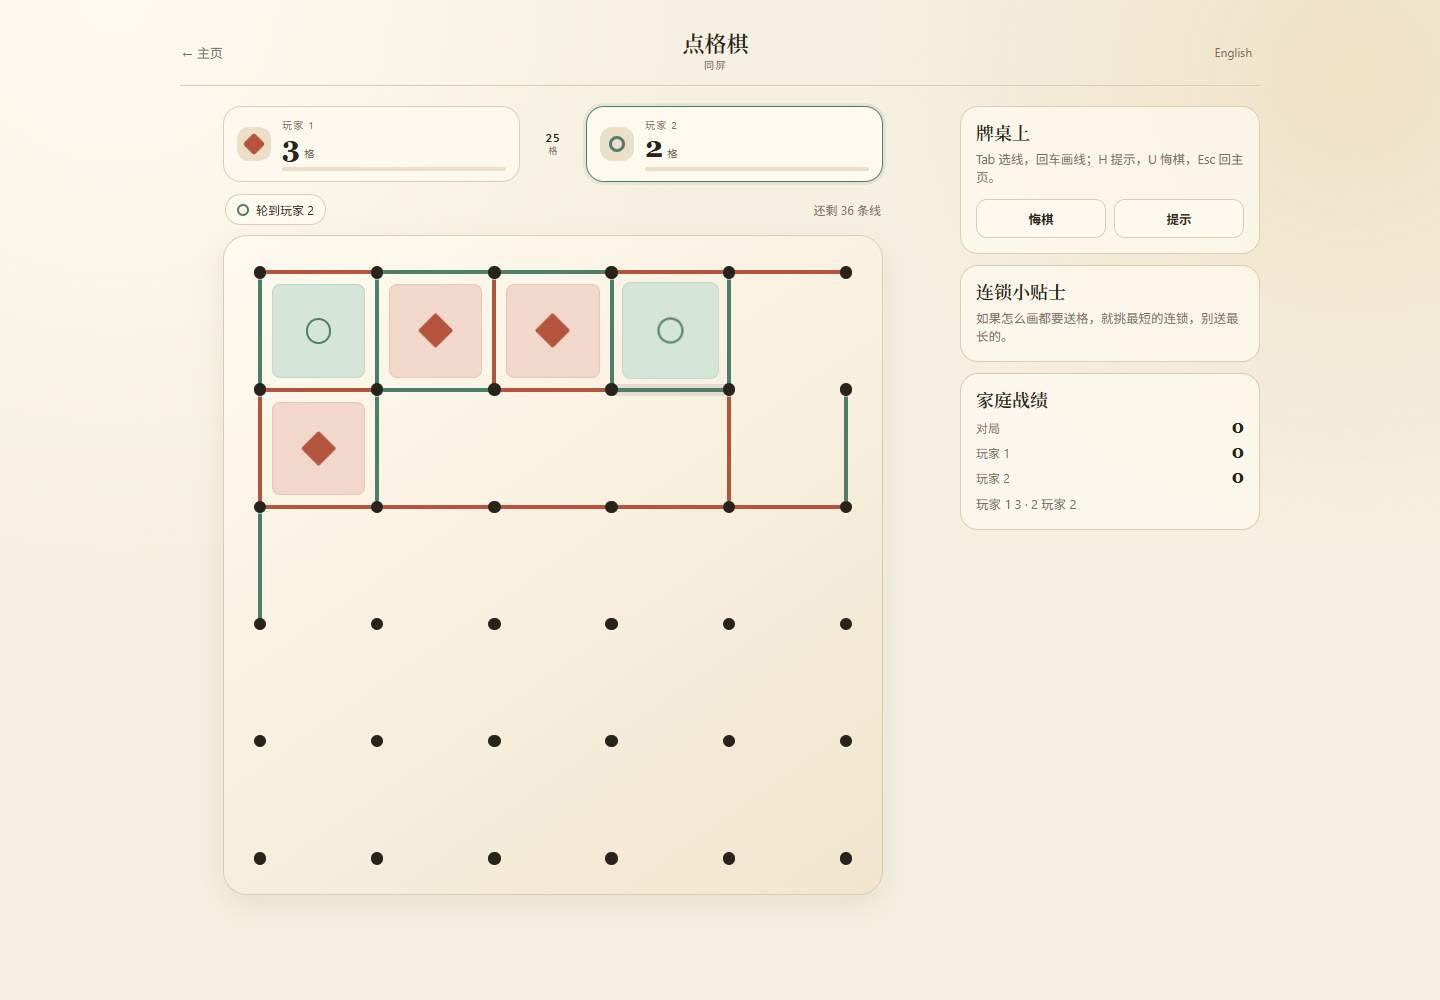 ← 主页
点格棋
同屏
English
玩家 1
3 格
25
格
玩家 2
2 格
轮到玩家 2
还剩 36 条线
牌桌上
Tab 选线，回车画线；H 提示，U 悔棋，Esc 回主
页。
悔棋
提示
连锁小贴士
如果怎么画都要送格，就挑最短的连锁，别送最
长的。
家庭战绩
对局 0
玩家 1 0
玩家 2 0
玩家 1 3 · 2 玩家 2